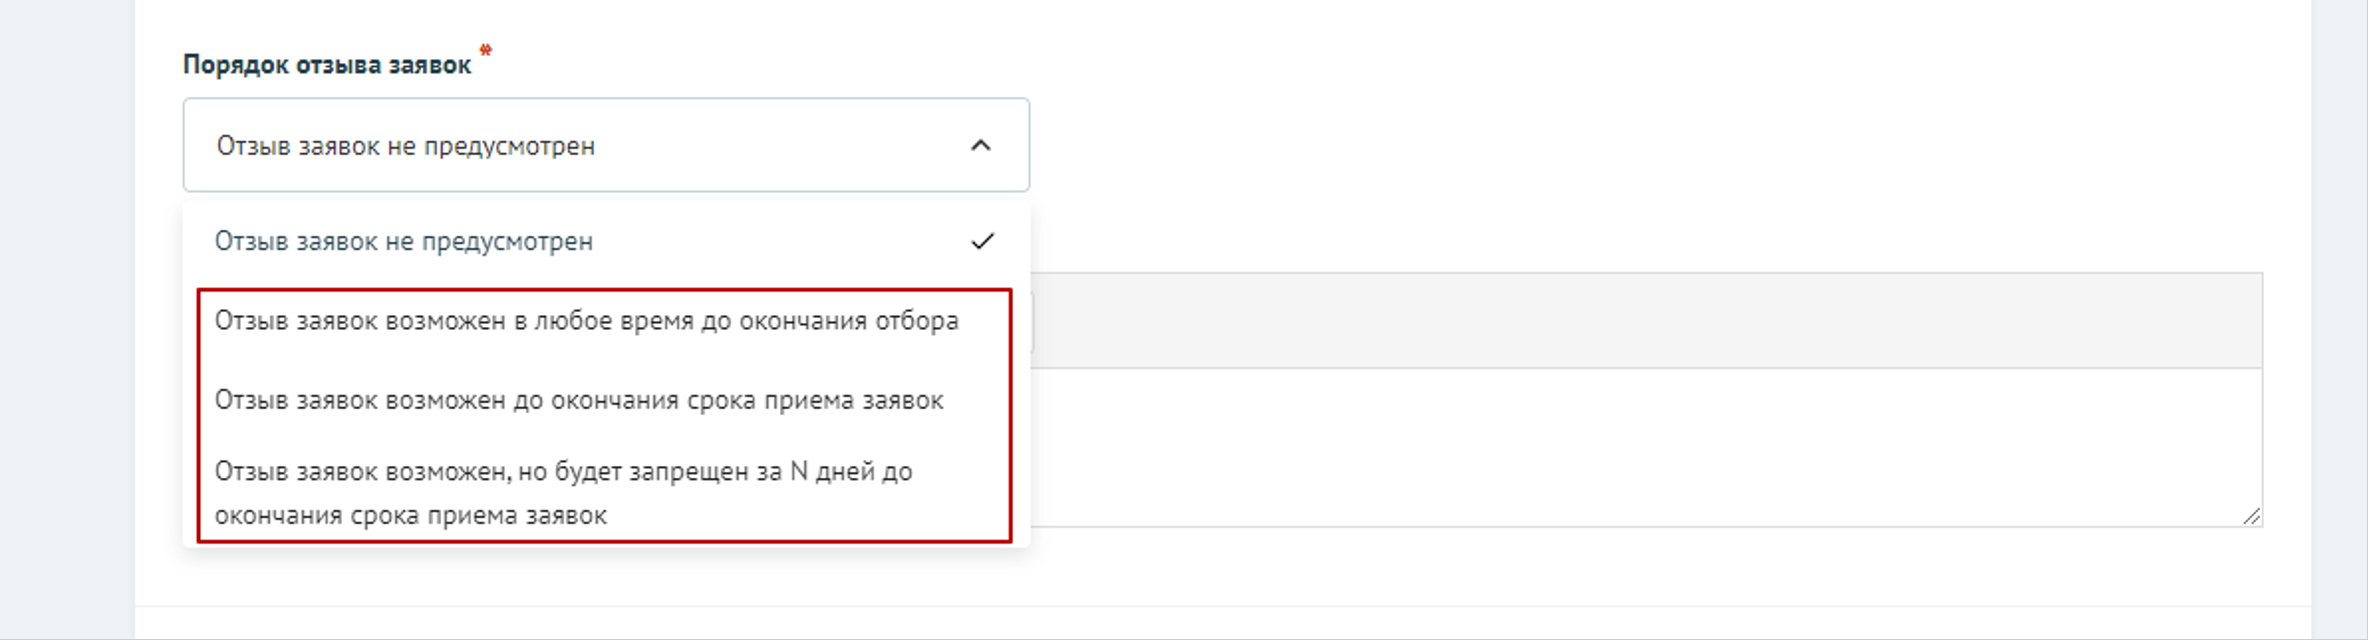 Порядок отзыва заявок *
Отзыв заявок не предусмотрен
Отзыв заявок не предусмотрен
Отзыв заявок возможен в любое время до окончания отбора
Отзыв заявок возможен до окончания срока приема заявок
Отзыв заявок возможен, но будет запрещен за N дней до
окончания срока приема заявок